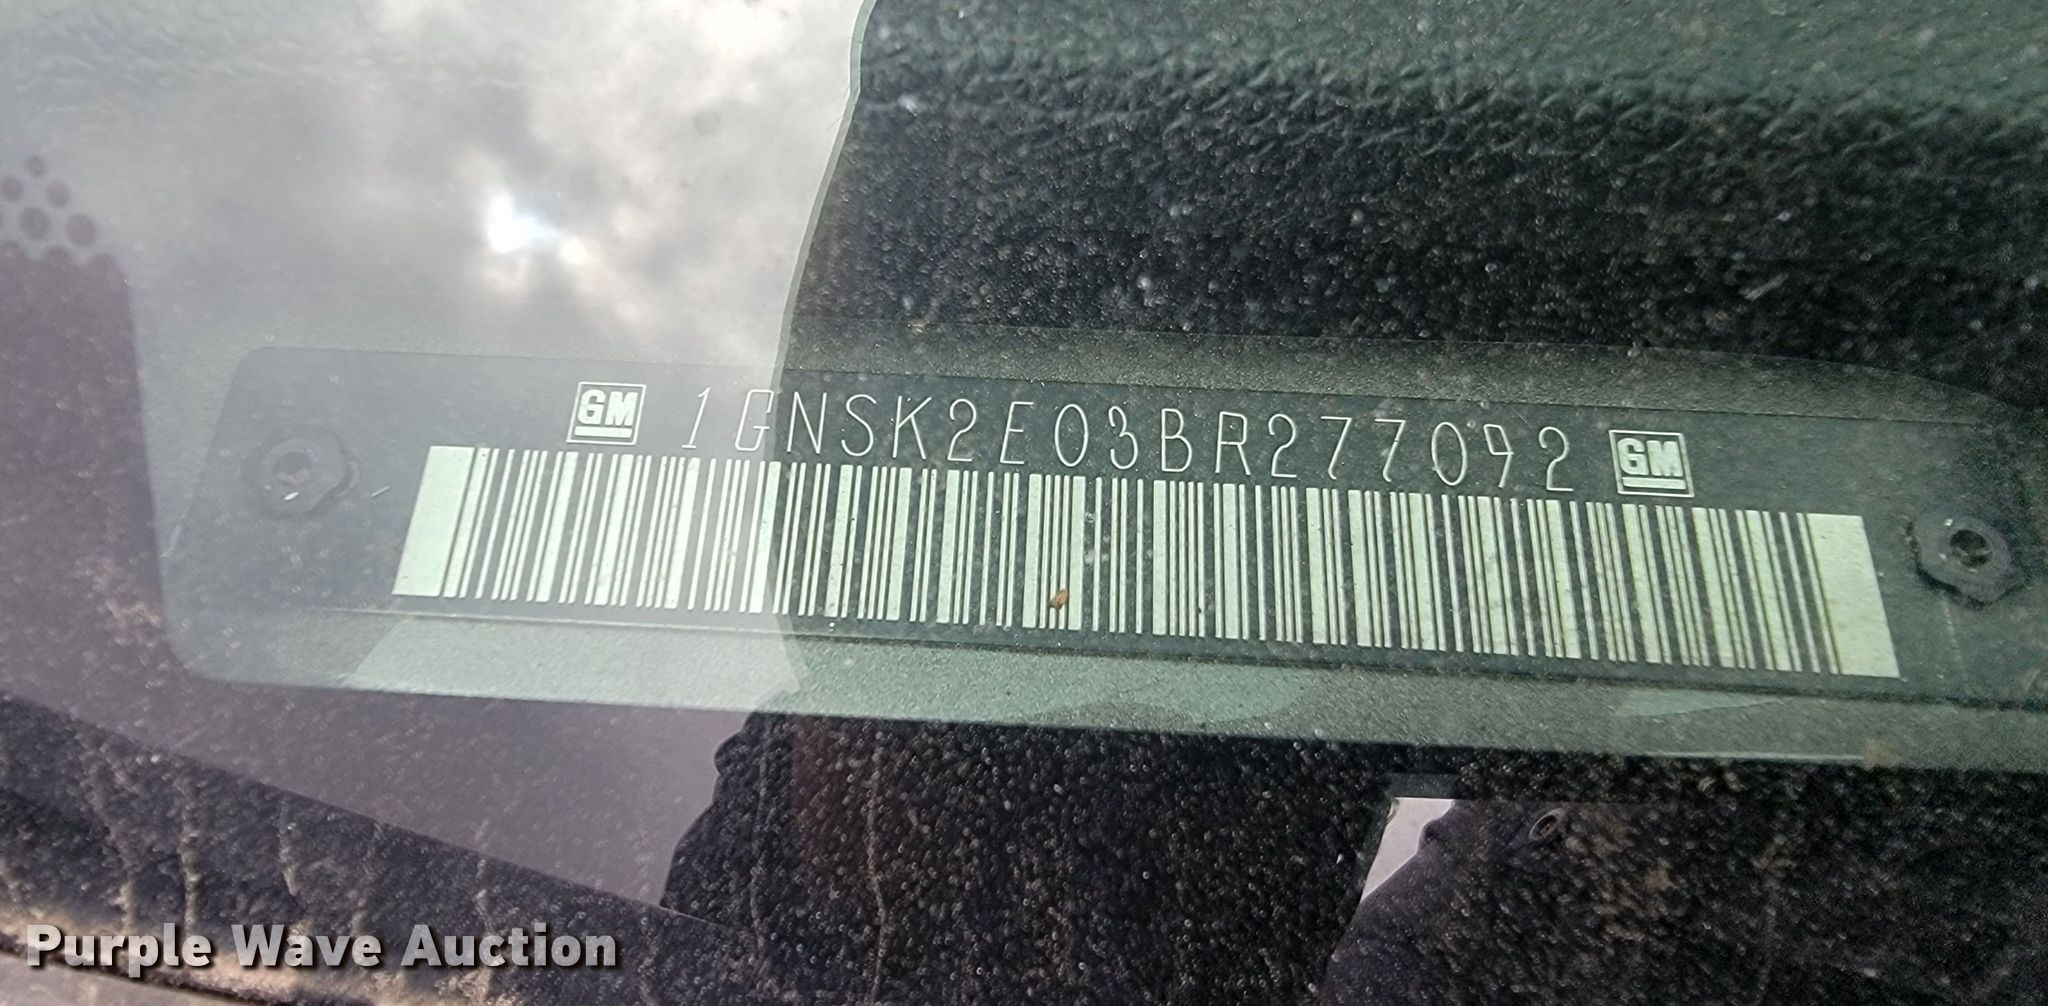 GM 1GNSK2E03BR277092 GM
Purple Wave Auction